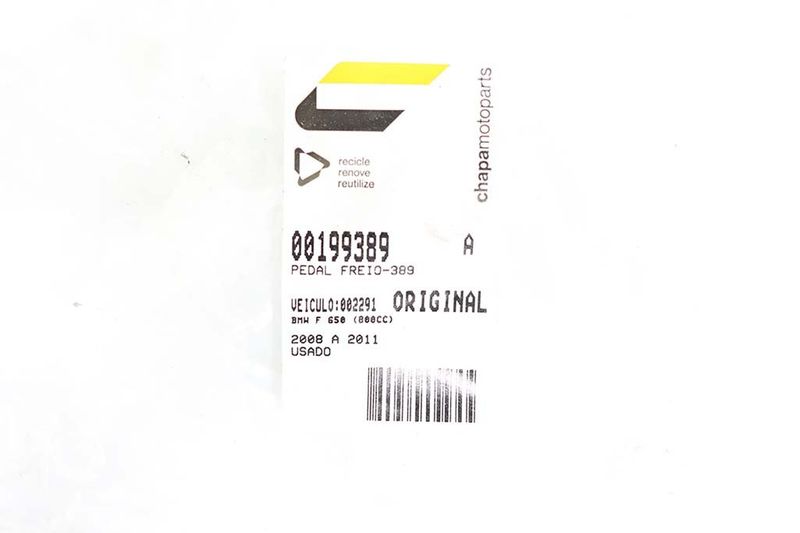 chapamotoparts
recicle
renove
reutilize
00199389 A
PEDAL FREIO-389
VEICULO:002291 ORIGINAL
BMW F 650 (800CC)
2008 A 2011
USADO